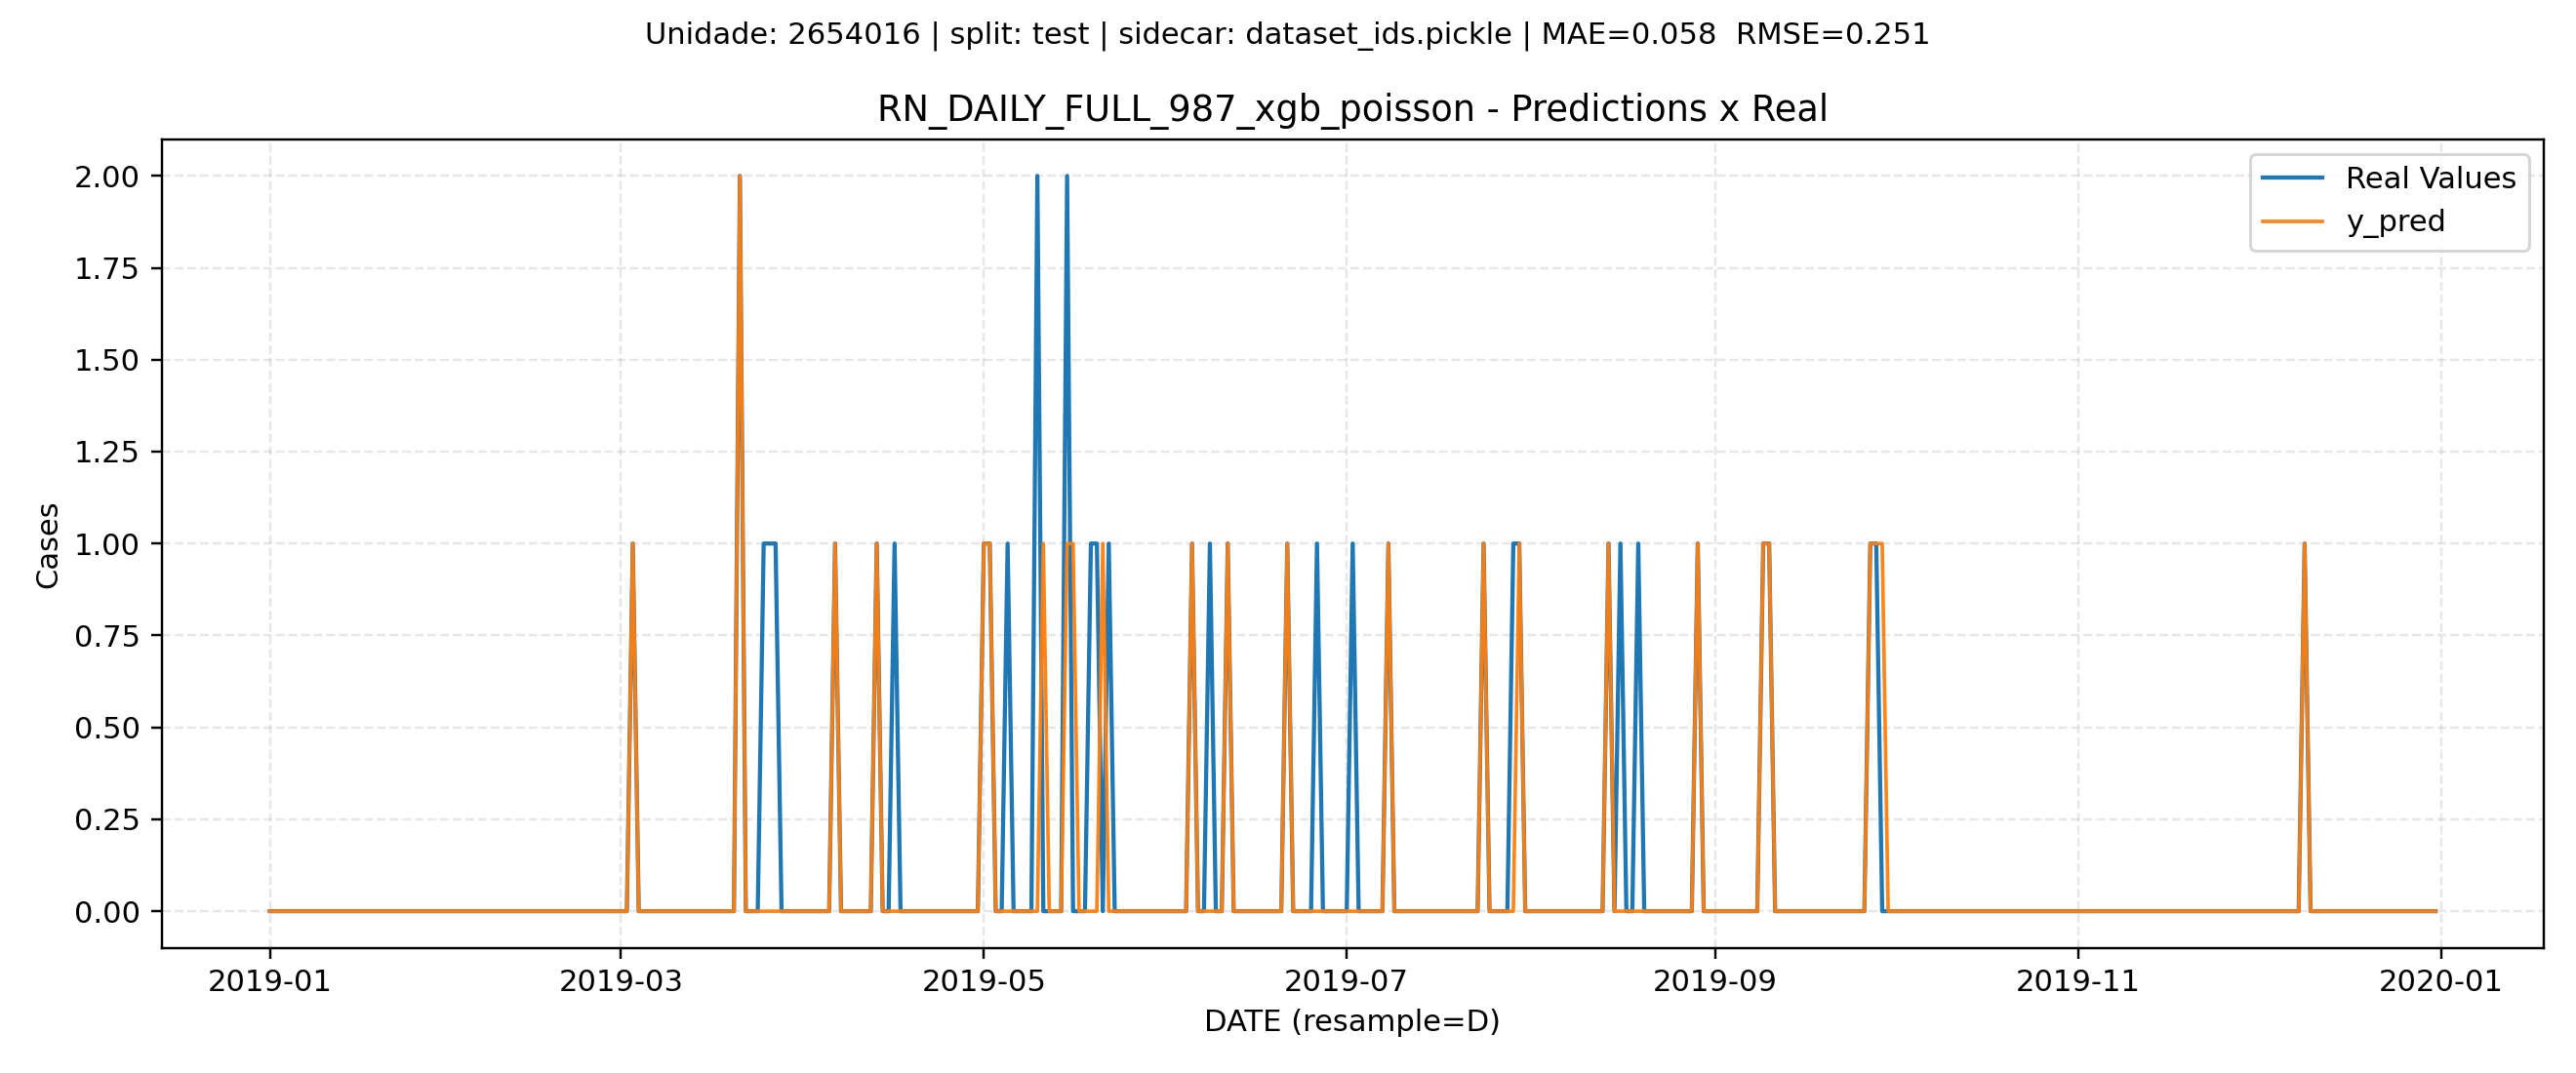 Unidade: 2654016 | split: test | sidecar: dataset_ids.pickle | MAE=0.058  RMSE=0.251
RN_DAILY_FULL_987_xgb_poisson - Predictions x Real
Real Values
y_pred
Cases
2.00
1.75
1.50
1.25
1.00
0.75
0.50
0.25
0.00
2019-01
2019-03
2019-05
2019-07
2019-09
2019-11
2020-01
DATE (resample=D)